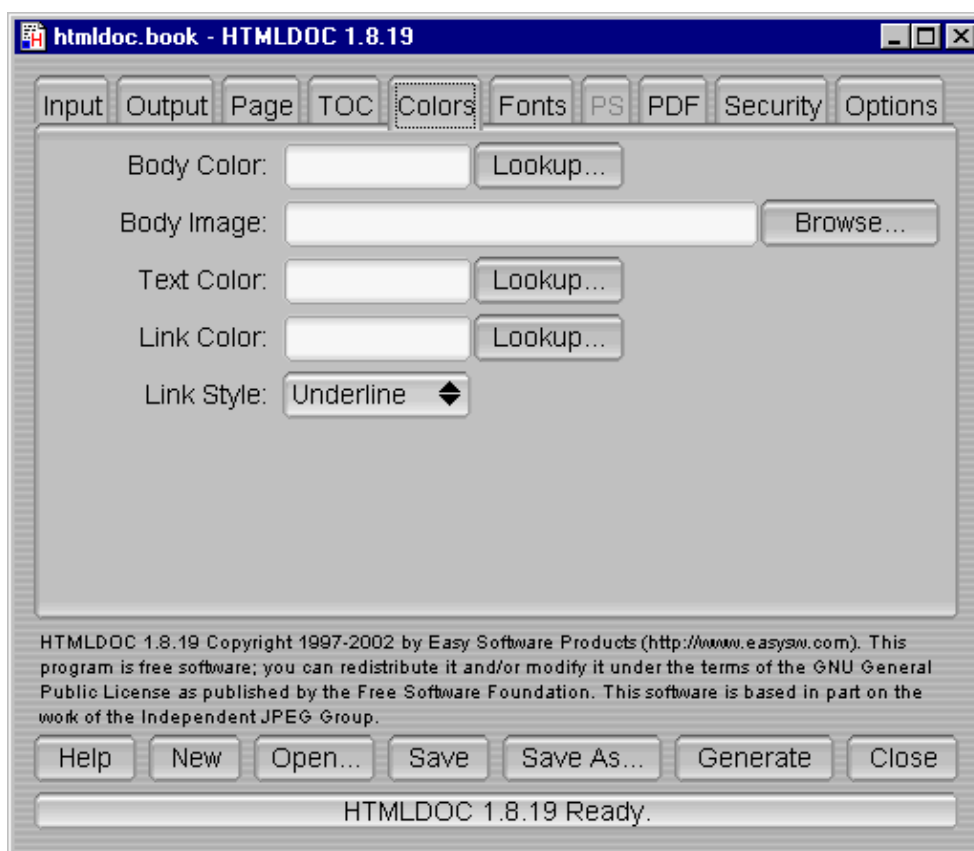 htmldoc.book - HTMLDOC 1.8.19
Input Output Page TOC Colors Fonts PS PDF Security Options
Body Color: Lookup...
Body Image: Browse...
Text Color: Lookup...
Link Color: Lookup...
Link Style: Underline
HTMLDOC 1.8.19 Copyright 1997-2002 by Easy Software Products (http://www.easysw.com). This
program is free software; you can redistribute it and/or modify it under the terms of the GNU General
Public License as published by the Free Software Foundation. This software is based in part on the
work of the Independent JPEG Group.
Help New Open... Save Save As... Generate Close
HTMLDOC 1.8.19 Ready.